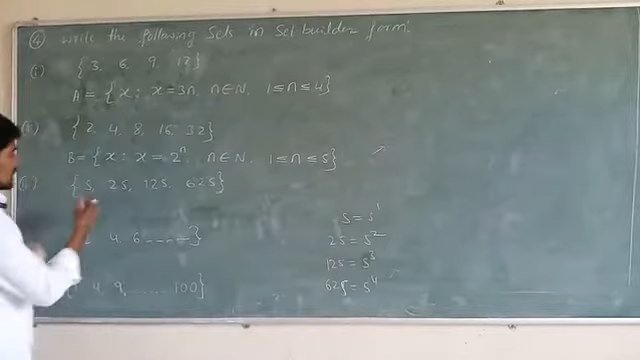 ④ write the following sets in Set builder form.
(i) {3, 6, 9, 12}
A = {x : x = 3n, n ∈ N, 1 ≤ n ≤ 4}
(ii) {2, 4, 8, 16, 32}
B = {x : x = 2ⁿ, n ∈ N, 1 ≤ n ≤ 5}
{5, 25, 125, 625}
4, 6 ------}
4, 9, ..... 100}
5 = 5¹
25 = 5²
125 = 5³
625 = 5⁴